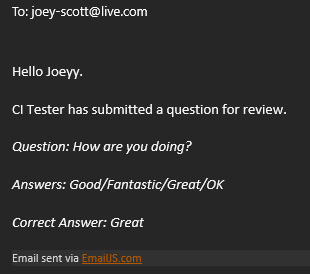 To: joey-scott@live.com
Hello Joeyy.
CI Tester has submitted a question for review.
Question: How are you doing?
Answers: Good/Fantastic/Great/OK
Correct Answer: Great
Email sent via EmailJS.com